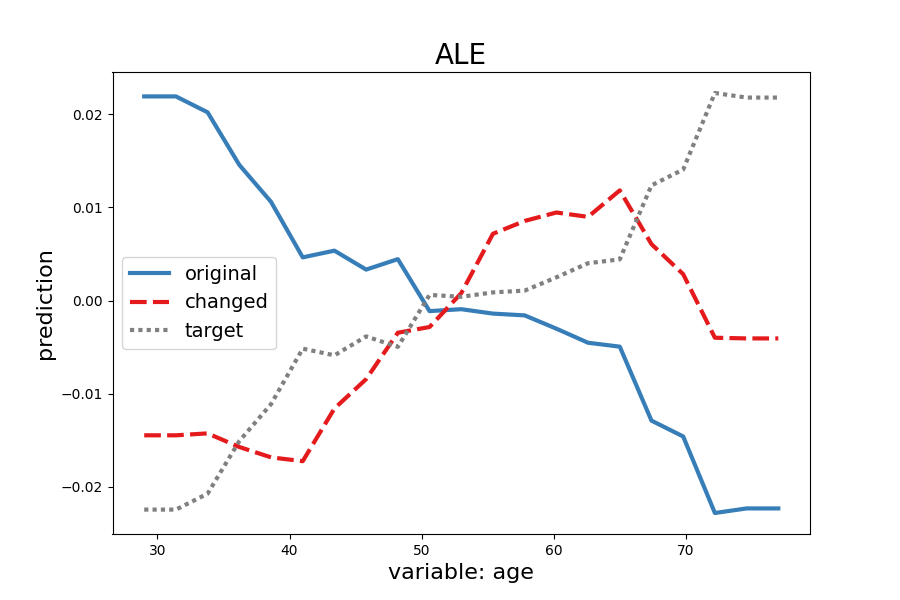 ALE
prediction
0.02
0.01
0.00
−0.01
−0.02
original
changed
target
30 40 50 60 70
variable: age